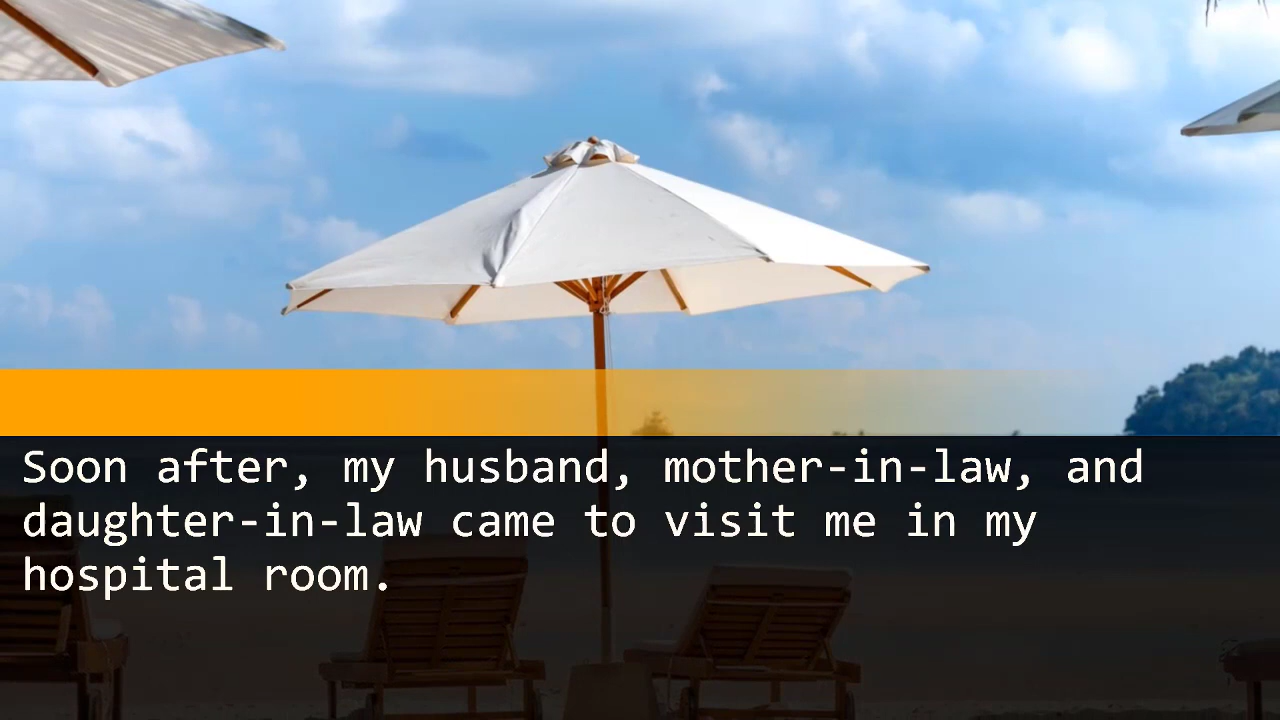 Soon after, my husband, mother-in-law, and
daughter-in-law came to visit me in my
hospital room.